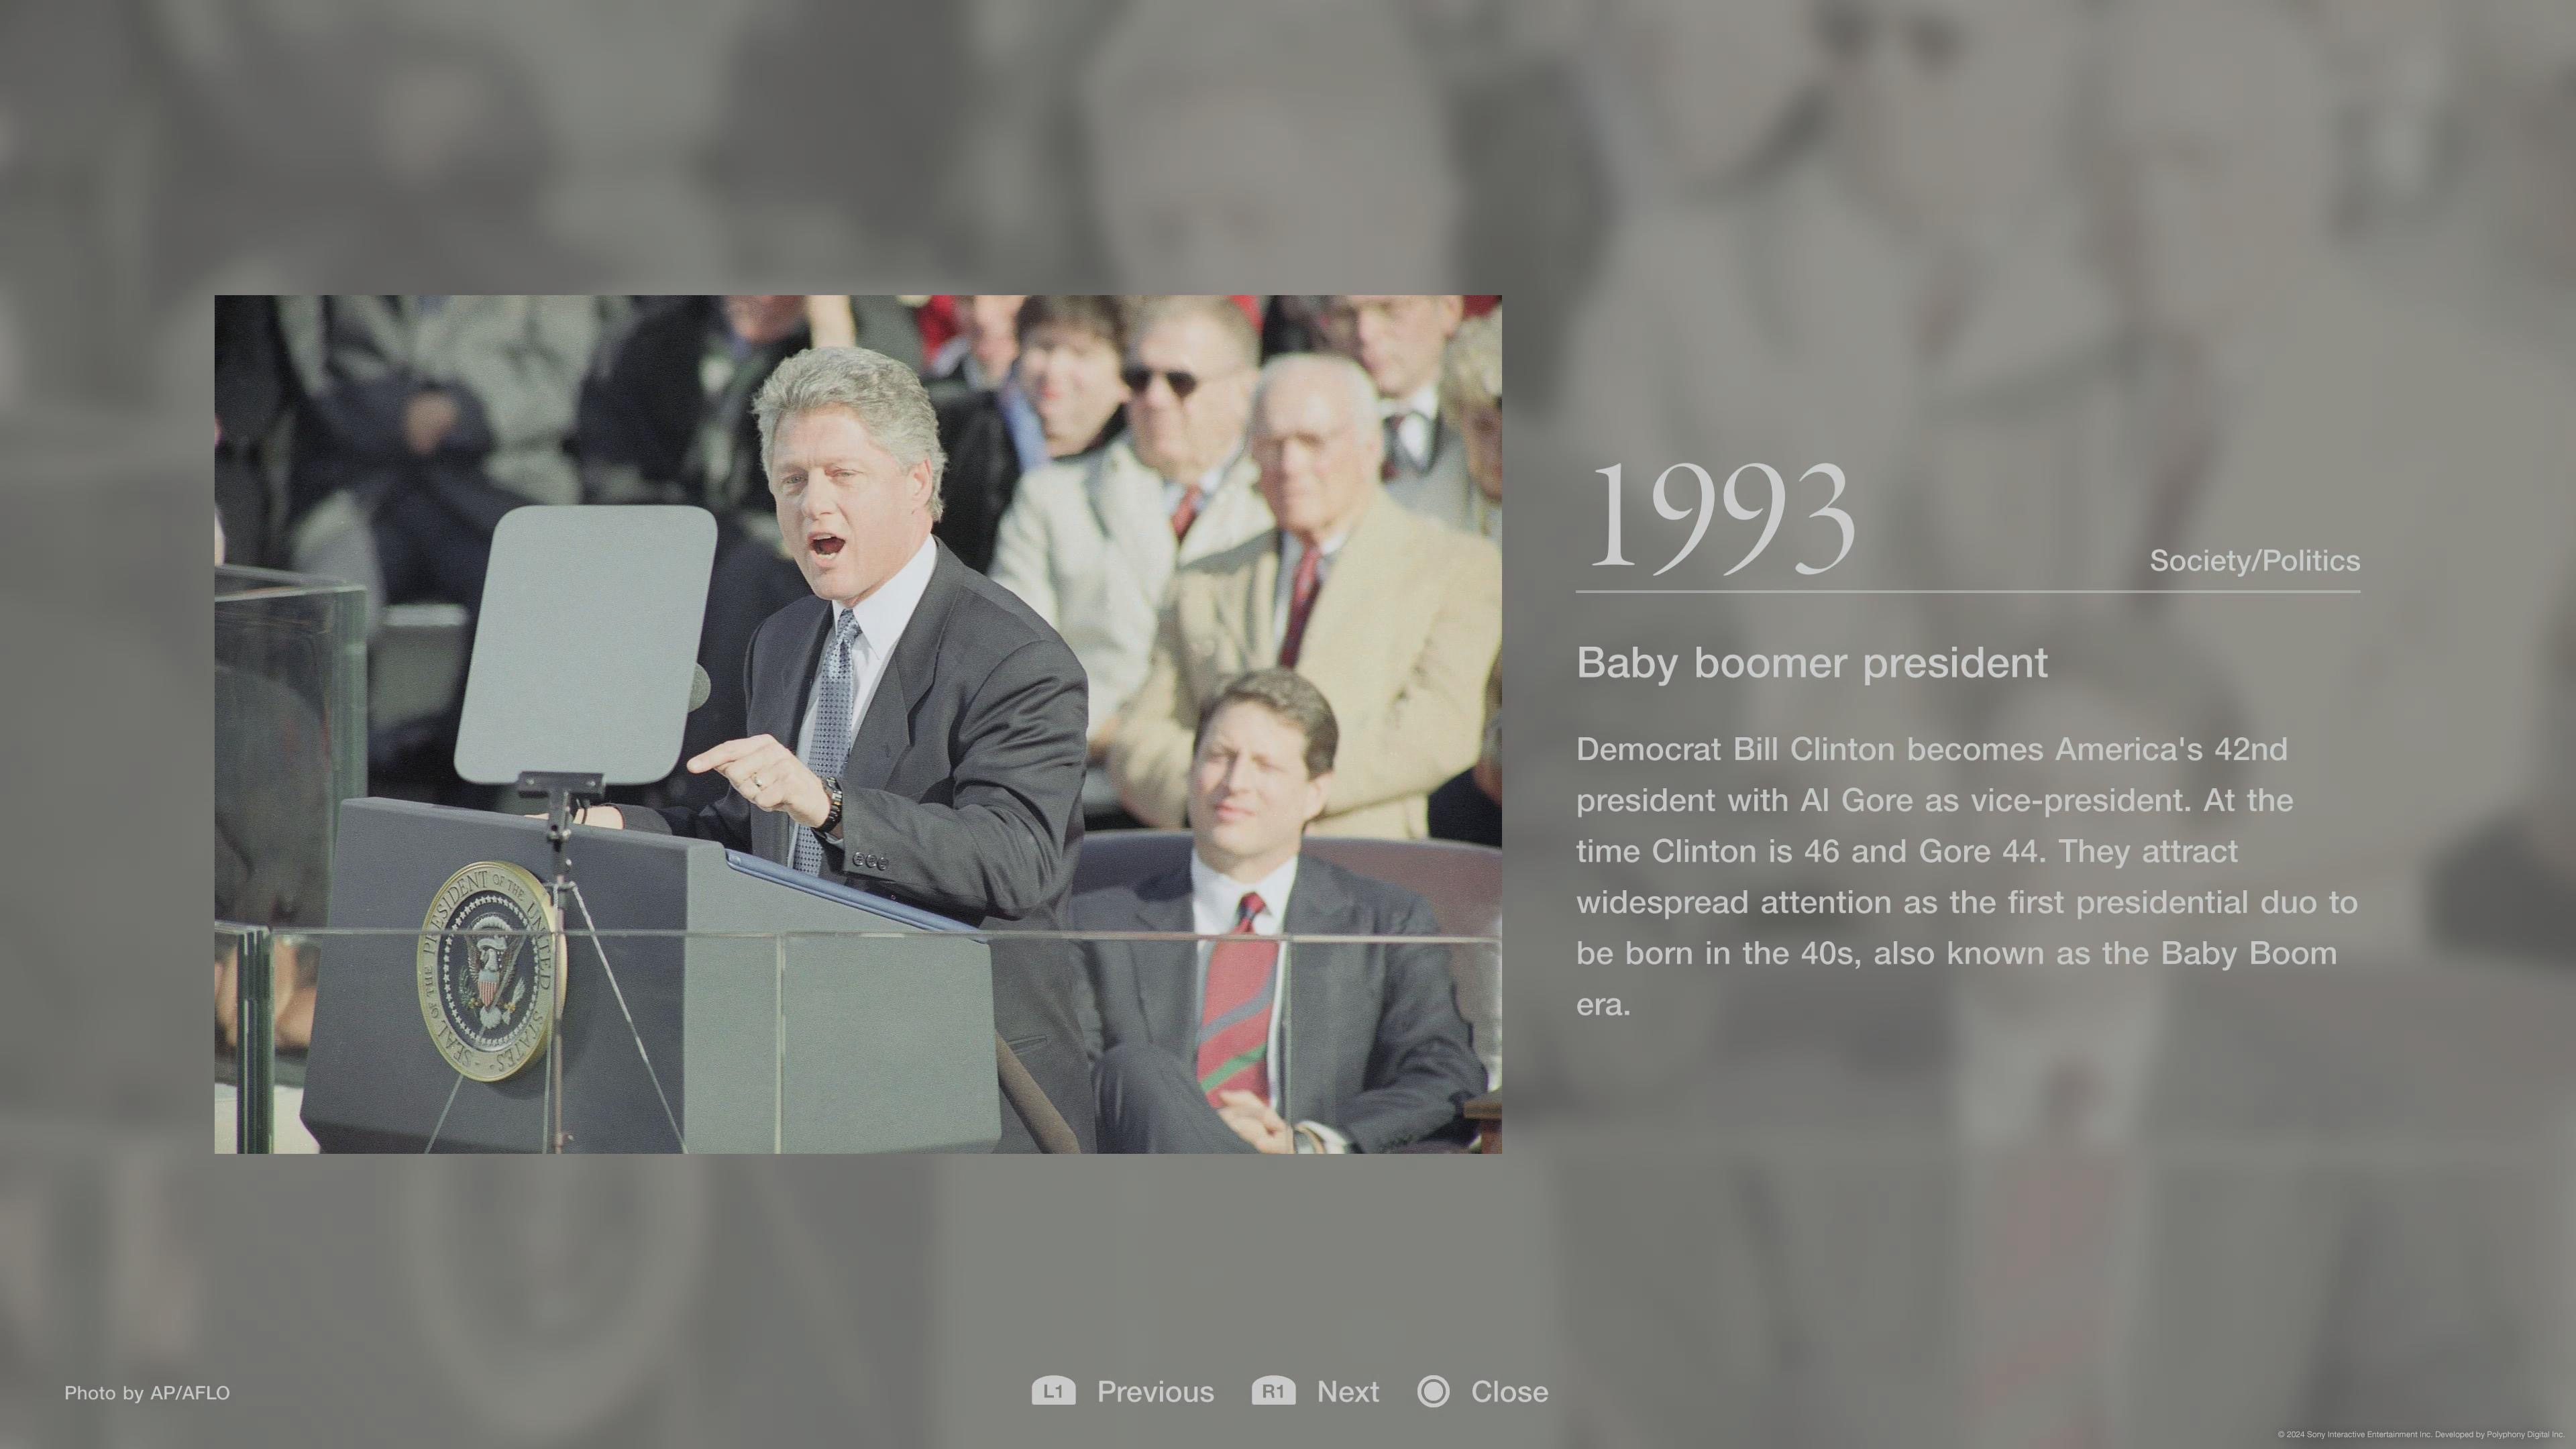 1993
Society/Politics
Baby boomer president
Democrat Bill Clinton becomes America's 42nd
president with Al Gore as vice-president. At the
time Clinton is 46 and Gore 44. They attract
widespread attention as the first presidential duo to
be born in the 40s, also known as the Baby Boom
era.
SEAL OF THE PRESIDENT OF THE UNITED STATES
Photo by AP/AFLO
L1 Previous R1 Next Close
© 2024 Sony Interactive Entertainment Inc. Developed by Polyphony Digital Inc.